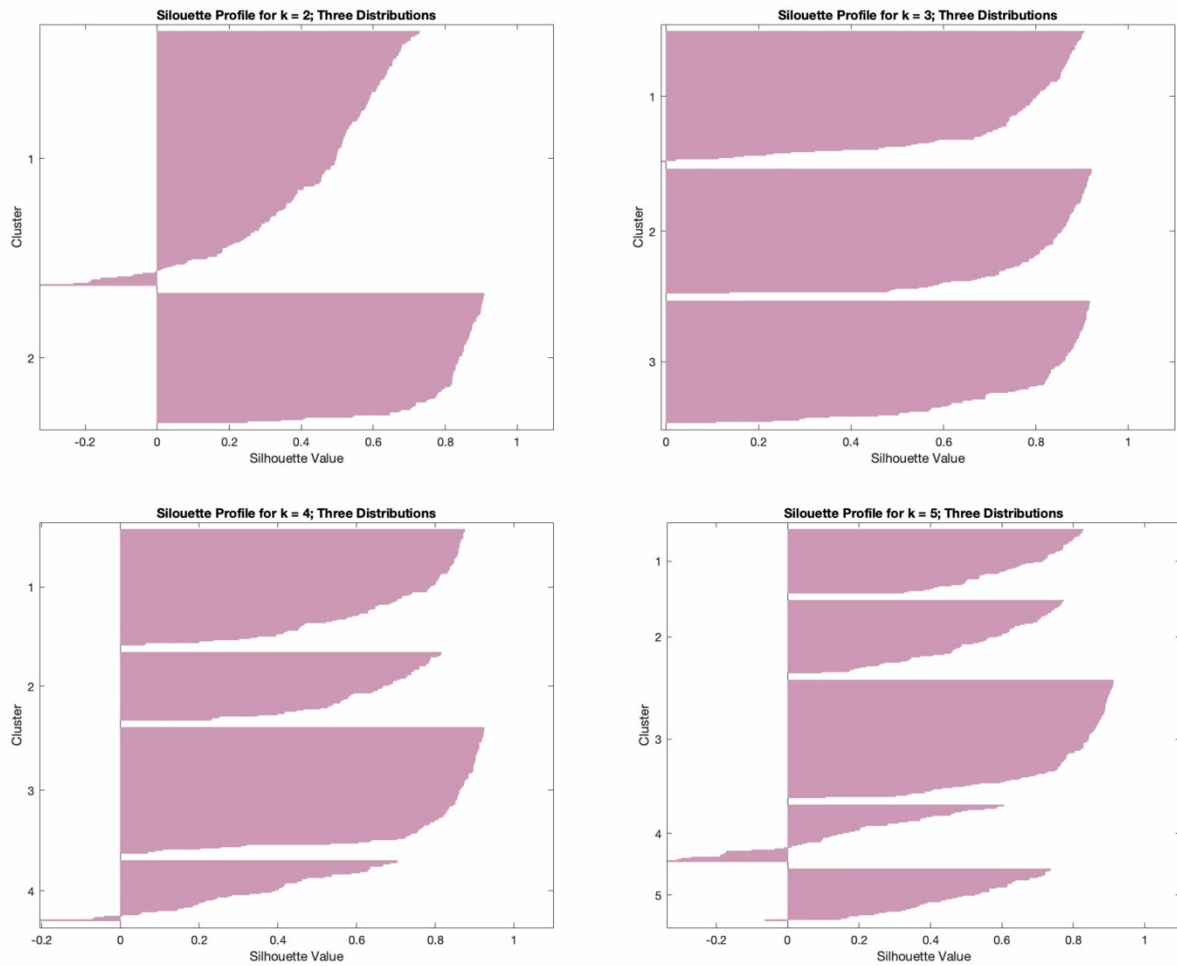 Silouette Profile for k = 2; Three Distributions
Cluster
1
2
-0.2 0 0.2 0.4 0.6 0.8 1
Silhouette Value
Silouette Profile for k = 3; Three Distributions
Cluster
1
2
3
0 0.2 0.4 0.6 0.8 1
Silhouette Value
Silouette Profile for k = 4; Three Distributions
Cluster
1
2
3
4
-0.2 0 0.2 0.4 0.6 0.8 1
Silhouette Value
Silouette Profile for k = 5; Three Distributions
Cluster
1
2
3
4
5
-0.2 0 0.2 0.4 0.6 0.8 1
Silhouette Value